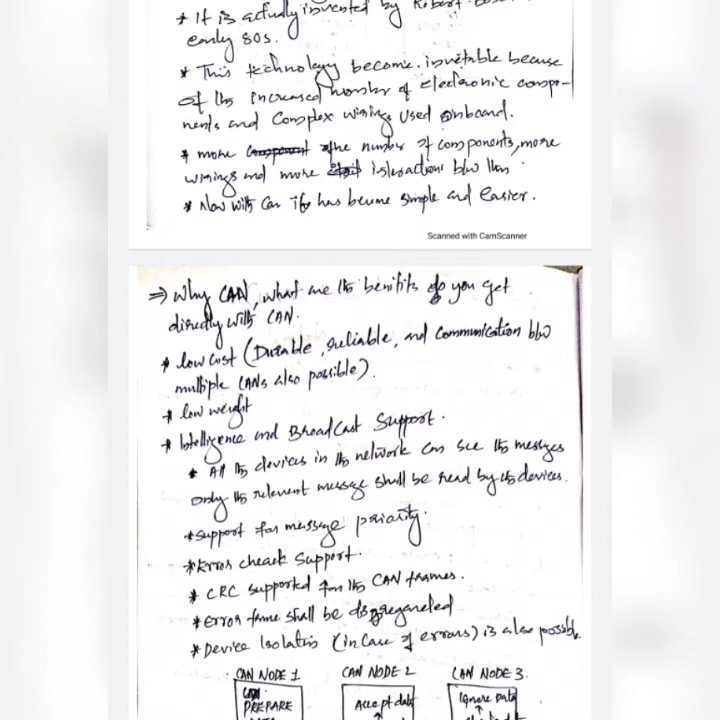 * It is actually invented by Robert
early 80s.
* This technology become inevitable because
of the increased number of electronic compo-
nents and complex wirings used onboard.
* more the number of components, more
wirings and more interaction b/w them.
* Now with Can it has become simple and easier.
Scanned with CamScanner
⇒ Why CAN, what are the benifits do you get
directly with CAN.
* low cost (Durable, reliable, and communication b/w
multiple CANs also possible).
* low weight
* Intelligence and BroadCast Support.
* All the devices in the network can see the messges
only the relevent message shall be read by the devices.
* Support for message priority.
* Error check Support.
* CRC supported for the CAN frames.
* Error frame shall be disregareded
* Device Isolation (in case of errors) is also possible
CAN NODE 1 CAN NODE 2 CAN NODE 3.
PREPARE Accept data Ignore Data